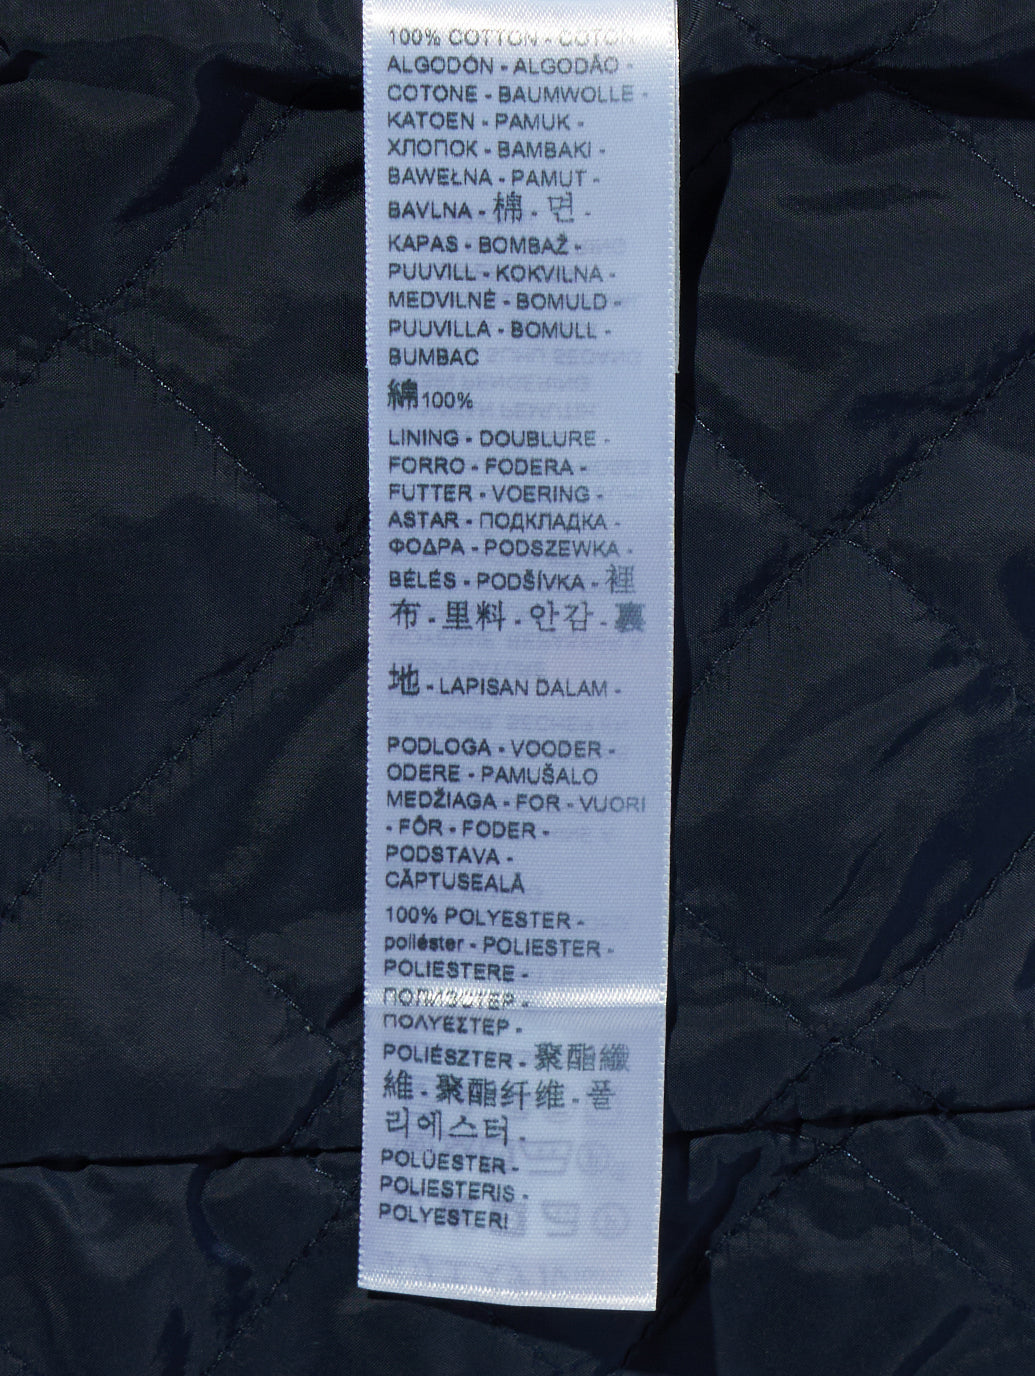 100% COTTON - COTON
ALGODÓN - ALGODÃO -
COTONE - BAUMWOLLE -
KATOEN - PAMUK -
ХЛОПОК - BAMBAKI -
BAWEŁNA - PAMUT -
BAVLNA - 棉 - 면 -
KAPAS - BOMBAŽ -
PUUVILL - KOKVILNA -
MEDVILNĖ - BOMULD -
PUUVILLA - BOMULL -
BUMBAC
綿100%
LINING - DOUBLURE -
FORRO - FODERA -
FUTTER - VOERING -
ASTAR - ПОДКЛАДКА -
ΦΟΔΡΑ - PODSZEWKA -
BÉLÉS - PODŠÍVKA - 裡
布 - 里料 - 안감 - 裏
地 - LAPISAN DALAM -
PODLOGA - VOODER -
ODERE - PAMUŠALO
MEDŽIAGA - FOR - VUORI
- FÔR - FODER -
PODSTAVA -
CĂPTUSEALĂ
100% POLYESTER -
poliéster - POLIESTER -
POLIESTERE -
ПОЛИЭСТЕР -
ΠΟΛΥΕΣΤΕΡ -
POLIÉSZTER - 聚酯纖
維 - 聚酯纤维 - 폴
리에스터 -
POLÜESTER -
POLIESTERIS -
POLYESTERI